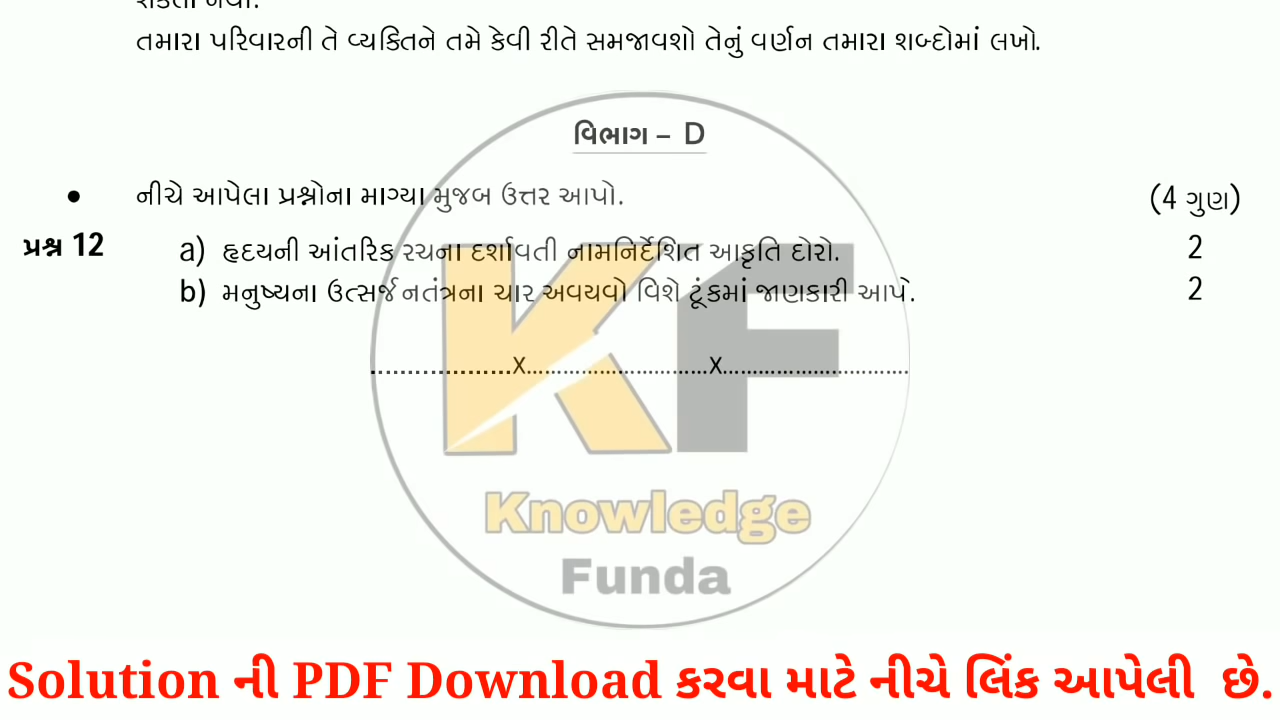 તમારા પરિવારની તે વ્યક્તિને તમે કેવી રીતે સમજાવશો તેનું વર્ણન તમારા શબ્દોમાં લખો.
વિભાગ – D
• નીચે આપેલા પ્રશ્નોના માગ્યા મુજબ ઉત્તર આપો. (4 ગુણ)
પ્રશ્ન 12 a) હૃદયની આંતરિક રચના દર્શાવતી નામનિર્દેશિત આકૃતિ દોરો. 2
b) મનુષ્યના ઉત્સર્જનતંત્રના ચાર અવયવો વિશે ટૂંકમાં જાણકારી આપે. 2
...................x............................x............................
KF
Knowledge
Funda
Solution ની PDF Download કરવા માટે નીચે લિંક આપેલી છે.